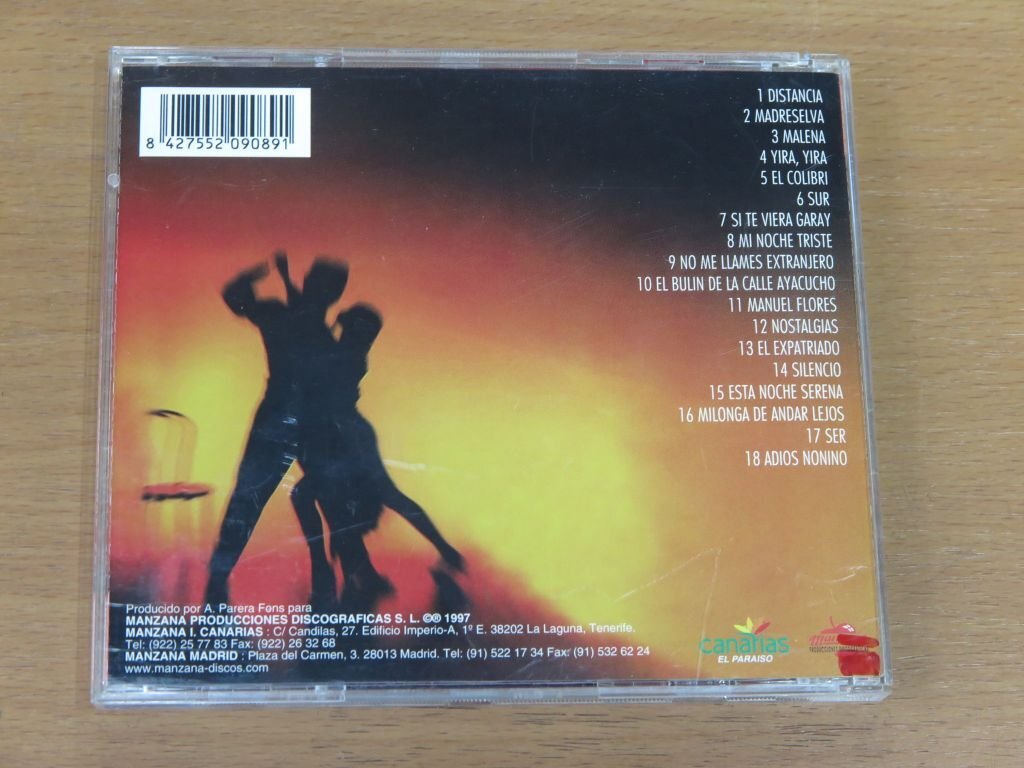 8 427552 090891
1 DISTANCIA
2 MADRESELVA
3 MALENA
4 YIRA, YIRA
5 EL COLIBRI
6 SUR
7 SI TE VIERA GARAY
8 MI NOCHE TRISTE
9 NO ME LLAMES EXTRANJERO
10 EL BULIN DE LA CALLE AYACUCHO
11 MANUEL FLORES
12 NOSTALGIAS
13 EL EXPATRIADO
14 SILENCIO
15 ESTA NOCHE SERENA
16 MILONGA DE ANDAR LEJOS
17 SER
18 ADIOS NONINO
Producido por A. Parera Fons para
MANZANA PRODUCCIONES DISCOGRAFICAS S. L. ©℗ 1997
MANZANA I. CANARIAS : C/ Candilas, 27. Edificio Imperio-A, 1º E. 38202 La Laguna, Tenerife.
Tel: (922) 25 77 83 Fax: (922) 26 32 68
MANZANA MADRID : Plaza del Carmen, 3. 28013 Madrid. Tel: (91) 522 17 34 Fax: (91) 532 62 24
www.manzana-discos.com
canarias
EL PARAISO